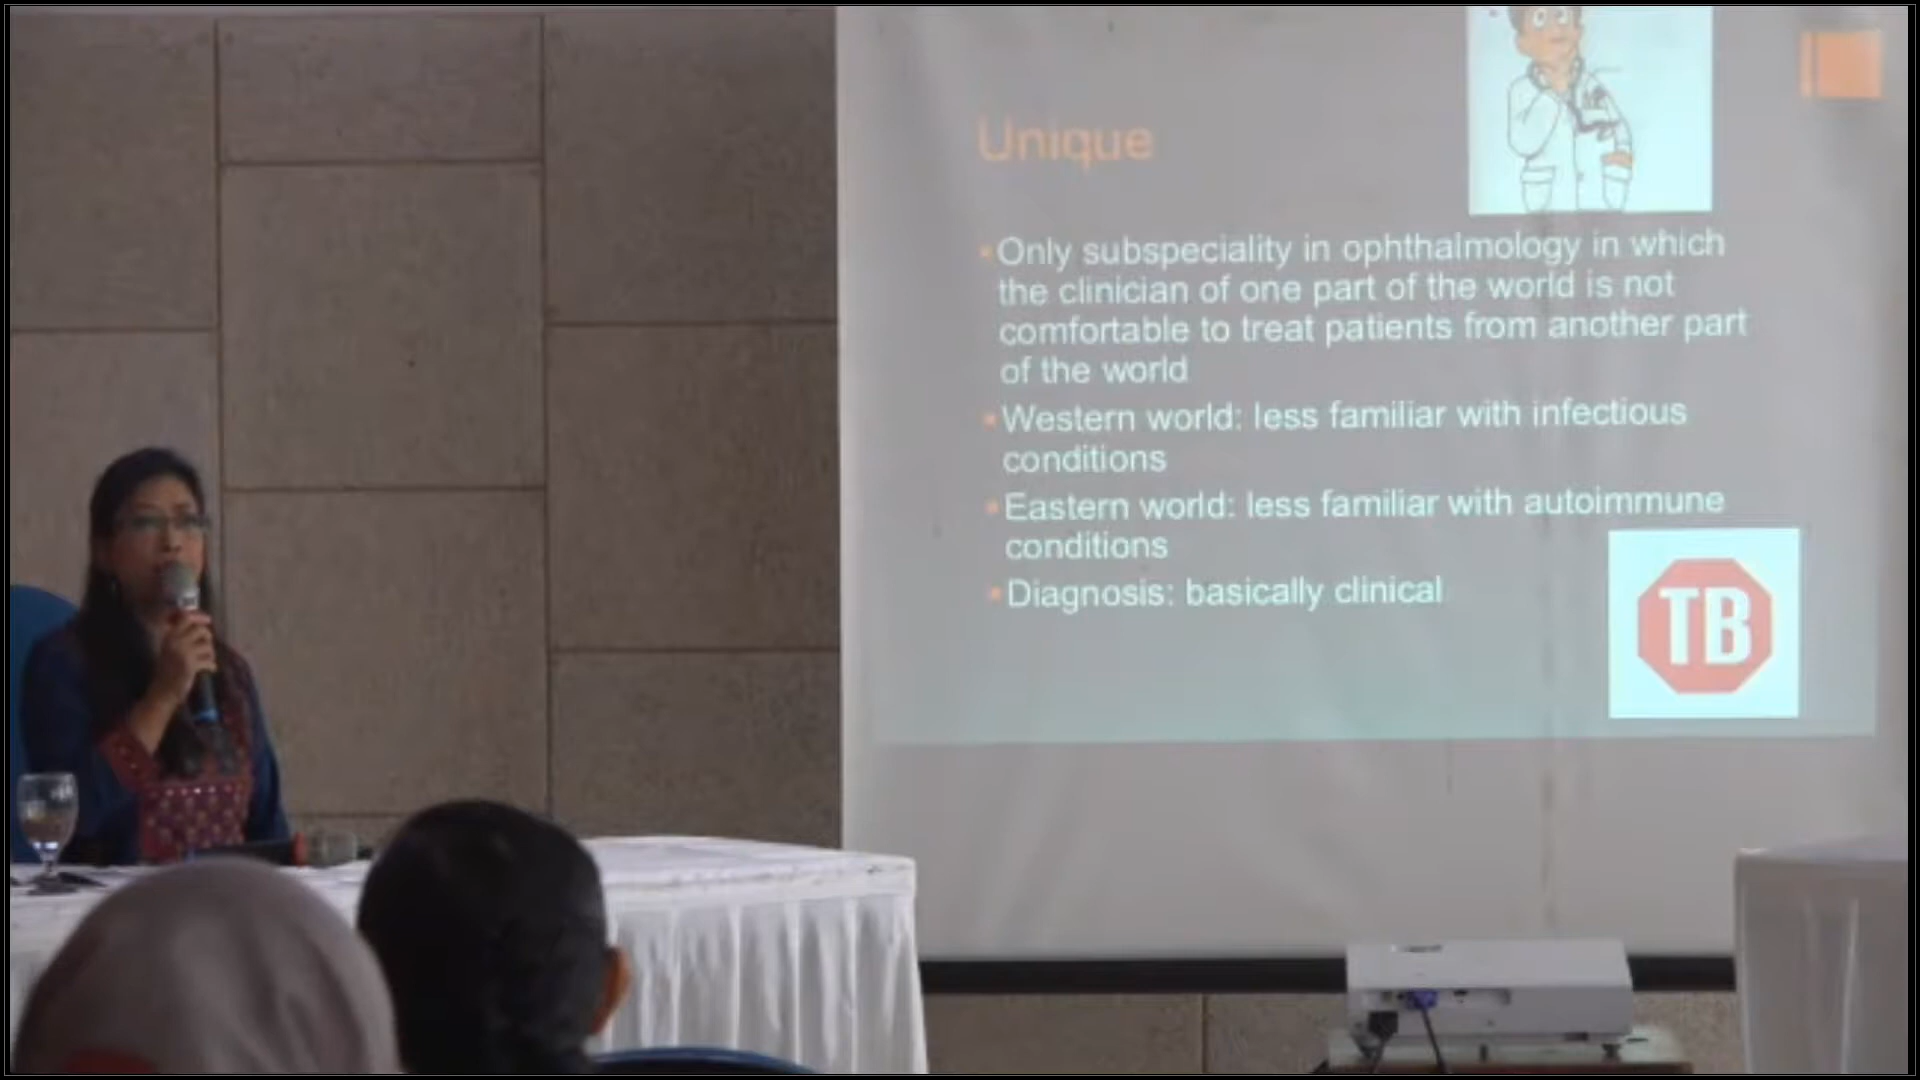 Unique
Only subspeciality in ophthalmology in which
the clinician of one part of the world is not
comfortable to treat patients from another part
of the world
Western world: less familiar with infectious
conditions
Eastern world: less familiar with autoimmune
conditions
Diagnosis: basically clinical
TB